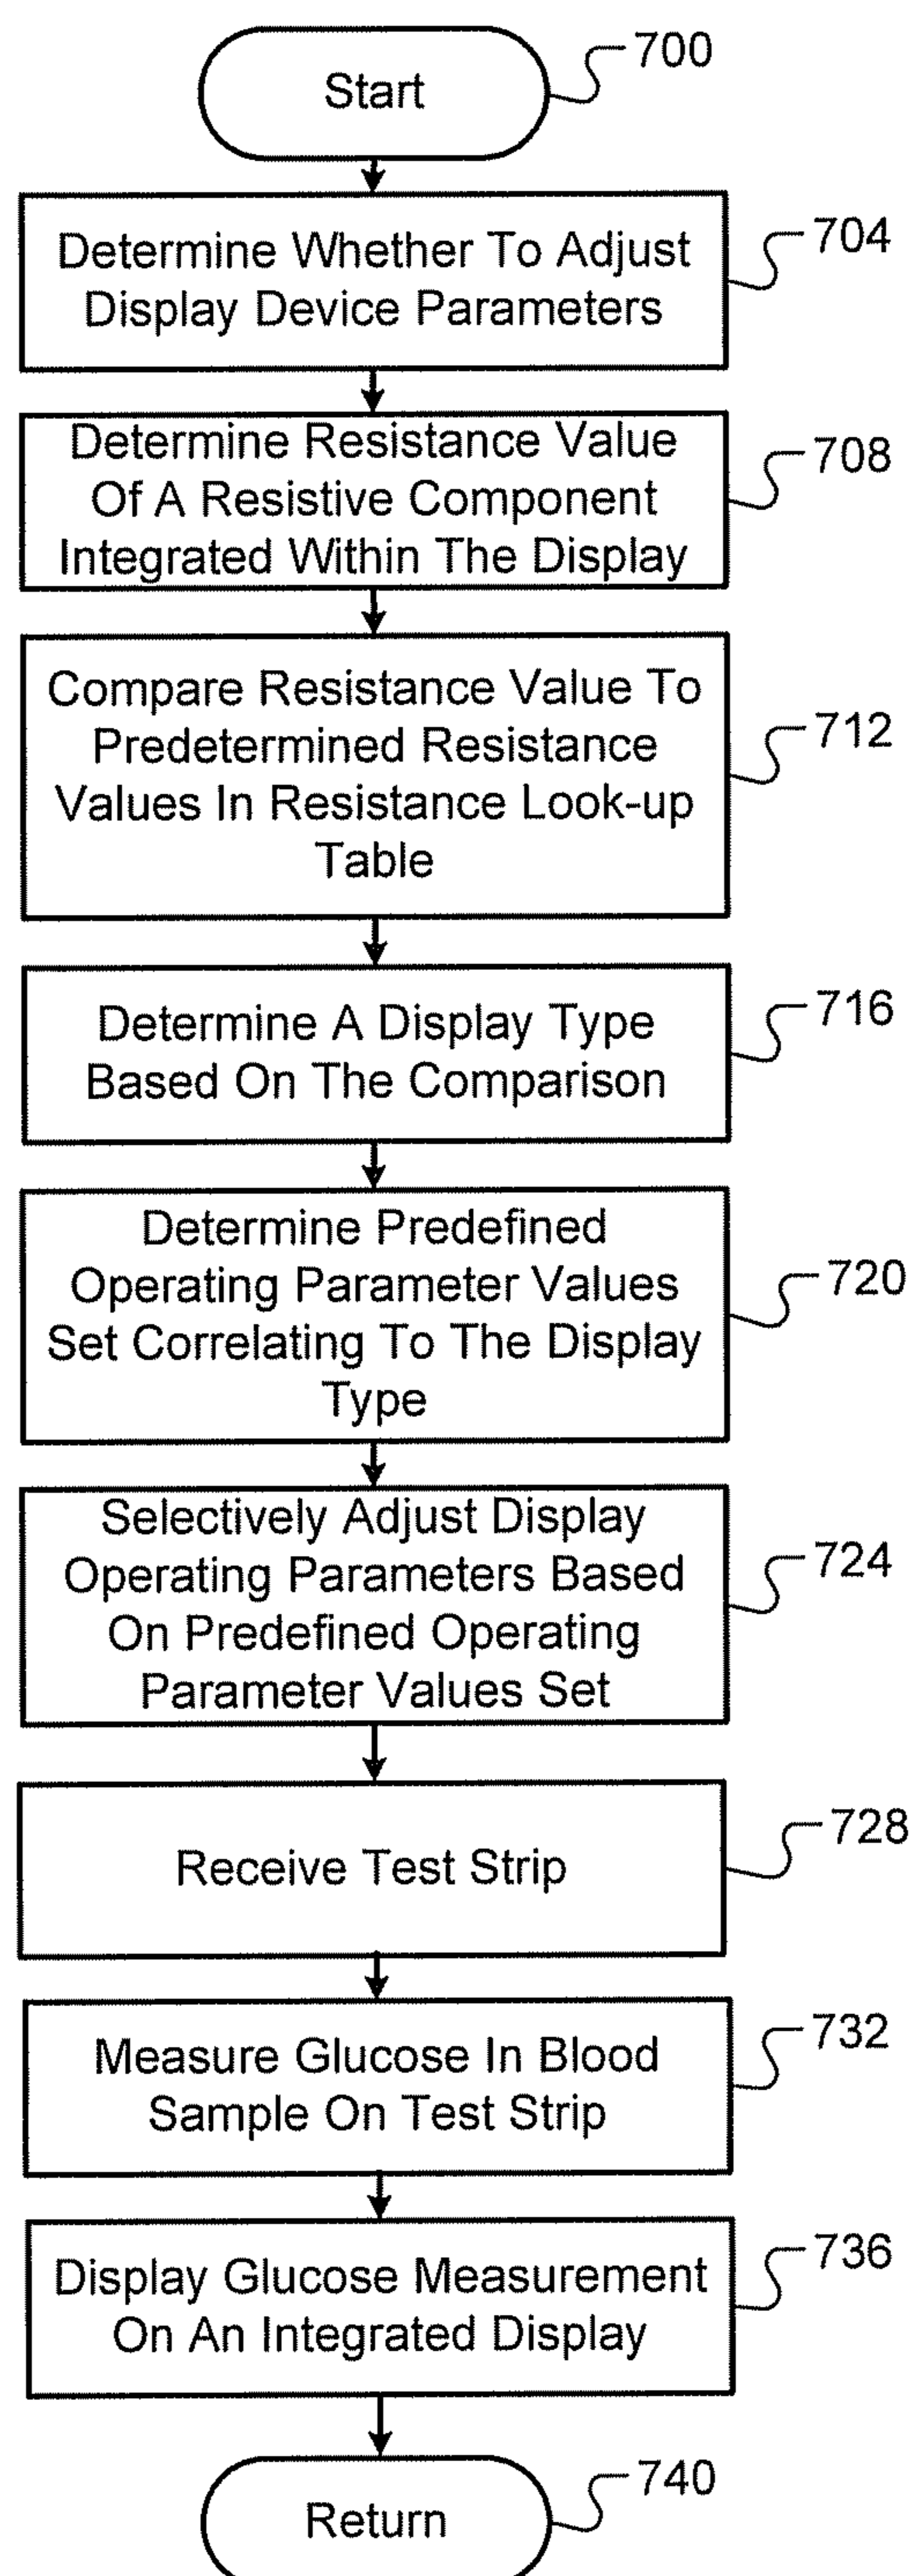 Start
700
Determine Whether To Adjust
Display Device Parameters
704
Determine Resistance Value
Of A Resistive Component
Integrated Within The Display
708
Compare Resistance Value To
Predetermined Resistance
Values In Resistance Look-up
Table
712
Determine A Display Type
Based On The Comparison
716
Determine Predefined
Operating Parameter Values
Set Correlating To The Display
Type
720
Selectively Adjust Display
Operating Parameters Based
On Predefined Operating
Parameter Values Set
724
Receive Test Strip
728
Measure Glucose In Blood
Sample On Test Strip
732
Display Glucose Measurement
On An Integrated Display
736
Return
740